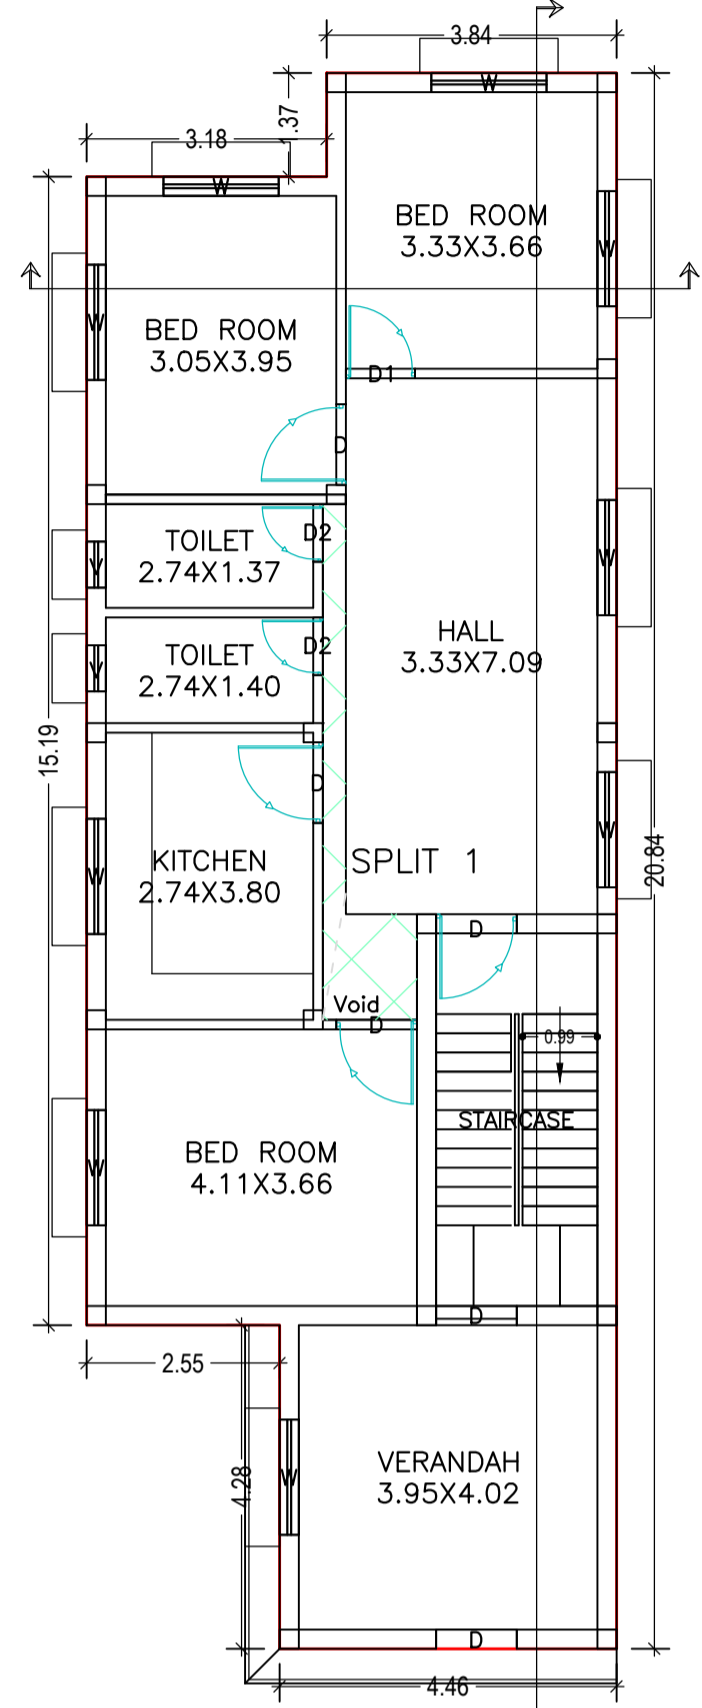 3.84
W
1.37
3.18
W
BED ROOM
3.33X3.66
W
W
BED ROOM
3.05X3.95
D1
D
D2
TOILET
2.74X1.37
V
W
HALL
3.33X7.09
D2
TOILET
2.74X1.40
V
15.19
D
W
20.84
KITCHEN
2.74X3.80
W
SPLIT 1
D
Void
D
0.99
STAIRCASE
BED ROOM
4.11X3.66
W
D
2.55
VERANDAH
3.95X4.02
W
4.28
D
4.46